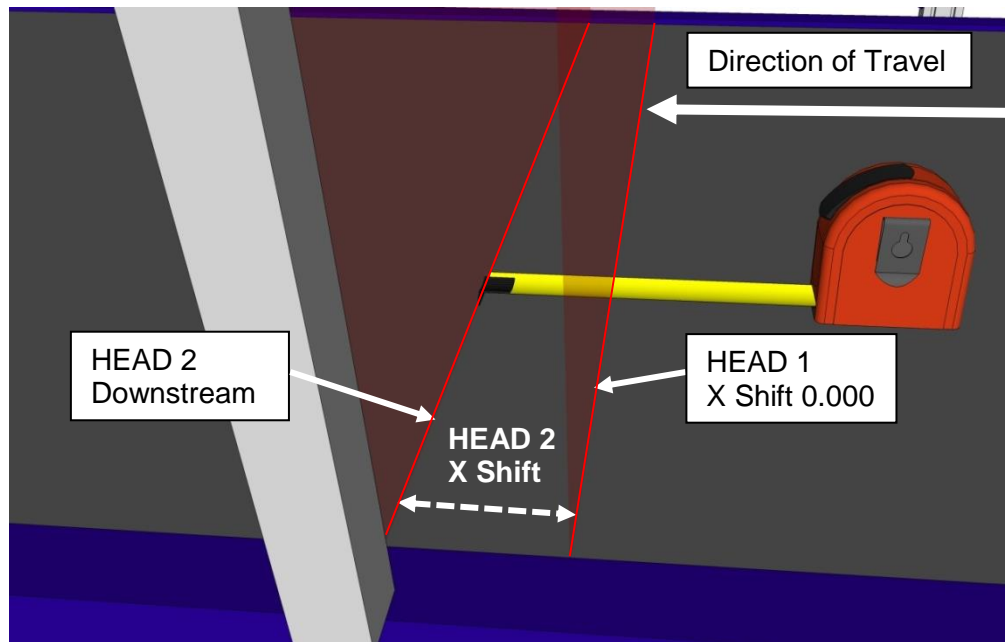 Direction of Travel
HEAD 2
Downstream
HEAD 1
X Shift 0.000
HEAD 2
X Shift